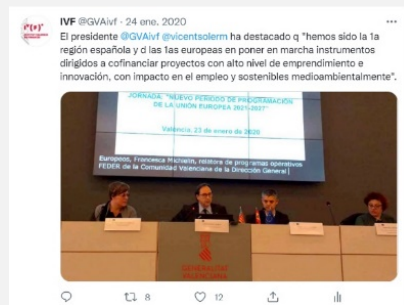 IVF @GVAivf · 24 ene. 2020
El presidente @GVAivf @vicentsolerm ha destacado q "hemos sido la 1a
región española y d las 1as europeas en poner en marcha instrumentos
dirigidos a cofinanciar proyectos con alto nivel de emprendimiento e
innovación, con impacto en el empleo y sostenibles medioambientalmente".
JORNADA: "NUEVO PERIODO DE PROGRAMACIÓN
DE LA UNIÓN EUROPEA 2021-2027"
Valencia, 23 de enero de 2020
Europeos, Francesca Michielin, relatore de programas operativos
FEDER de la Comunidad Valenciana de la Dirección General
GENERALITAT
VALENCIANA
8
12